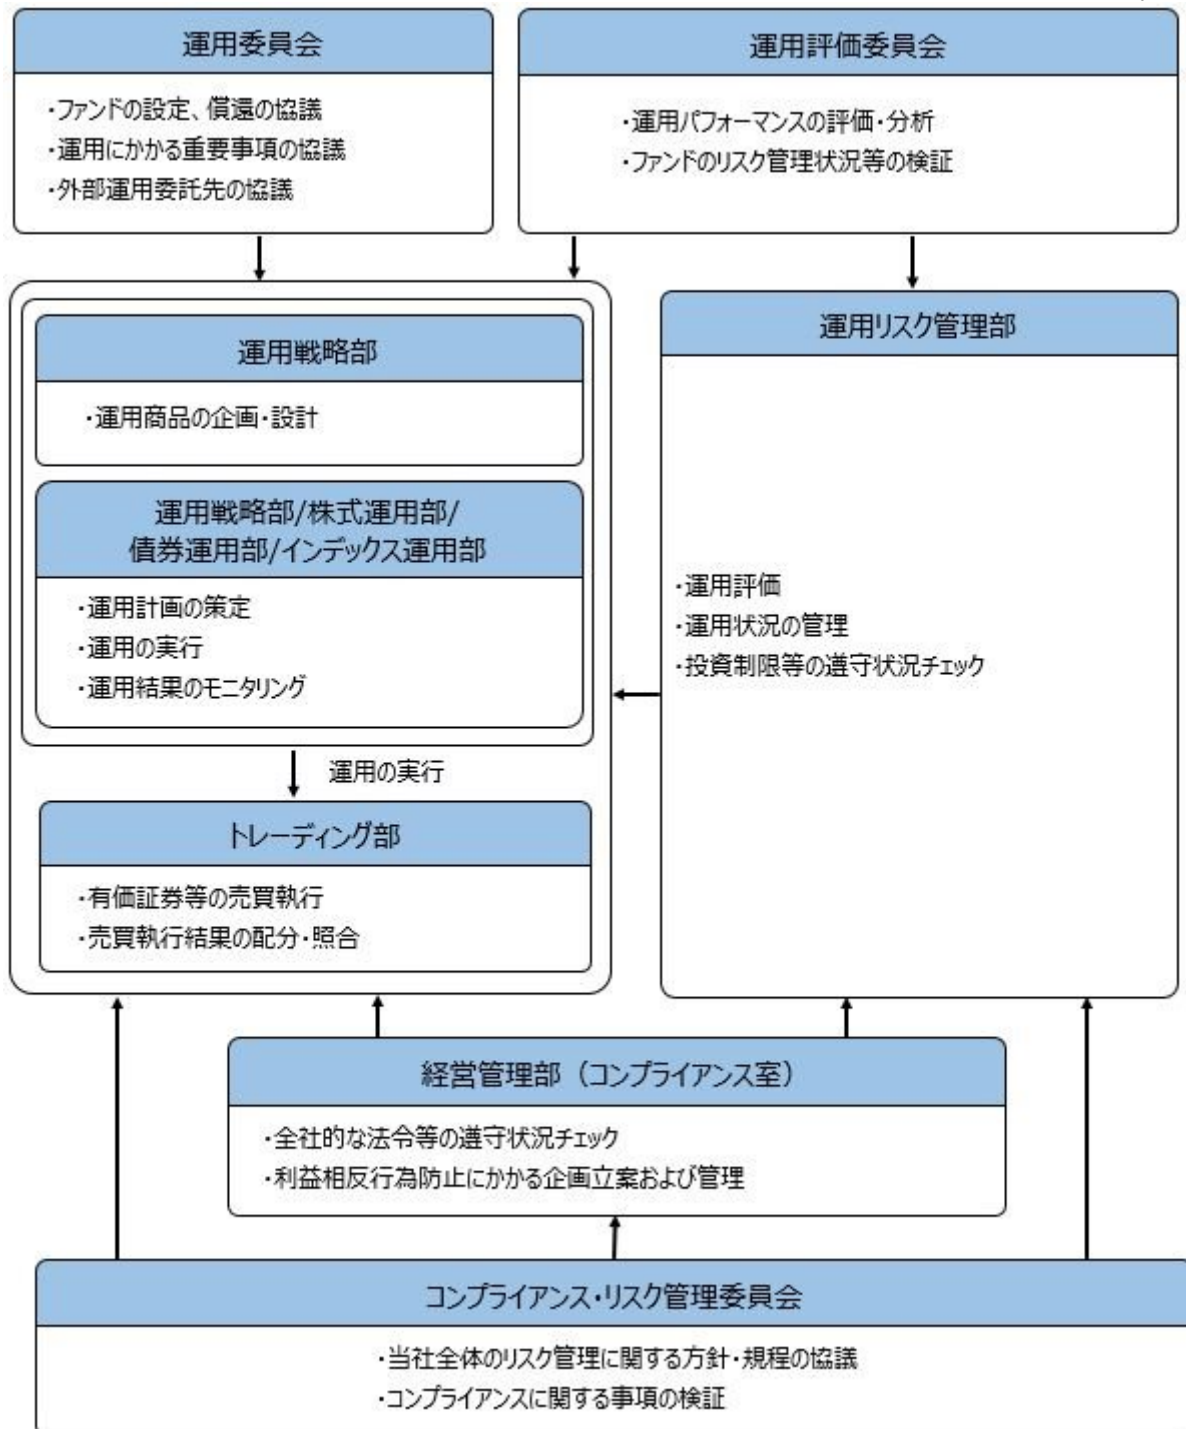 運用委員会
・ファンドの設定、償還の協議
・運用にかかる重要事項の協議
・外部運用委託先の協議
運用評価委員会
・運用パフォーマンスの評価・分析
・ファンドのリスク管理状況等の検証
運用戦略部
・運用商品の企画・設計
運用戦略部/株式運用部/
債券運用部/インデックス運用部
・運用計画の策定
・運用の実行
・運用結果のモニタリング
運用の実行
トレーディング部
・有価証券等の売買執行
・売買執行結果の配分・照合
運用リスク管理部
・運用評価
・運用状況の管理
・投資制限等の遵守状況チェック
経営管理部（コンプライアンス室）
・全社的な法令等の遵守状況チェック
・利益相反行為防止にかかる企画立案および管理
コンプライアンス・リスク管理委員会
・当社全体のリスク管理に関する方針・規程の協議
・コンプライアンスに関する事項の検証